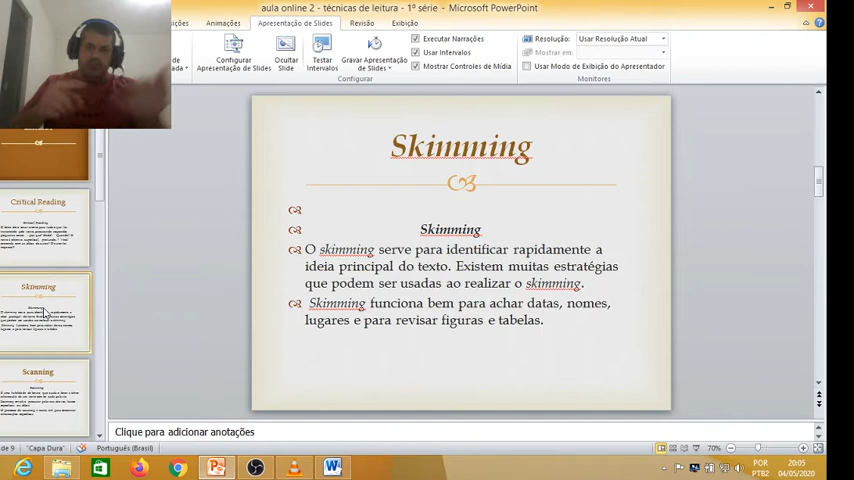 aula online 2 - técnicas de leitura - 1º série - Microsoft PowerPoint
Animações Apresentação de Slides Revisão Exibição
Configurar
Apresentação de Slides
Ocultar
Slide
Testar
Intervalos
Gravar Apresentação
de Slides
Executar Narrações
Usar Intervalos
Mostrar Controles de Mídia
Configurar
Resolução: Usar Resolução Atual
Mostrar em:
Usar Modo de Exibição do Apresentador
Monitores
Critical Reading
Skimming
Scanning
Skimming
Skimming
O skimming serve para identificar rapidamente a
ideia principal do texto. Existem muitas estratégias
que podem ser usadas ao realizar o skimming.
Skimming funciona bem para achar datas, nomes,
lugares e para revisar figuras e tabelas.
Clique para adicionar anotações
de 9 "Capa Dura" Português (Brasil) 70%
POR
PTB2
20:05
04/05/2020